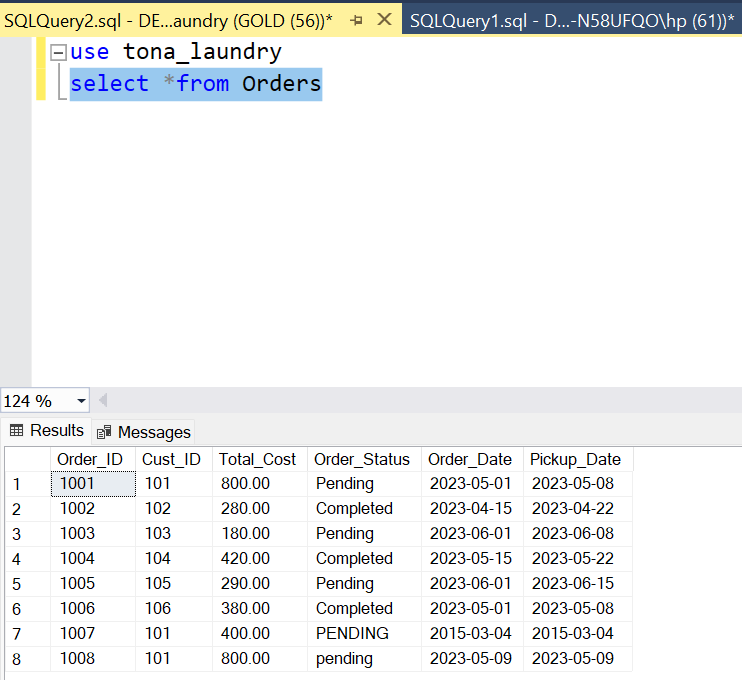 SQLQuery2.sql - DE...aundry (GOLD (56))* SQLQuery1.sql - D...-N58UFQO\hp (61))*
use tona_laundry
select *from Orders
124 %
Results Messages
Order_ID Cust_ID Total_Cost Order_Status Order_Date Pickup_Date
1 1001 101 800.00 Pending 2023-05-01 2023-05-08
2 1002 102 280.00 Completed 2023-04-15 2023-04-22
3 1003 103 180.00 Pending 2023-06-01 2023-06-08
4 1004 104 420.00 Completed 2023-05-15 2023-05-22
5 1005 105 290.00 Pending 2023-06-01 2023-06-15
6 1006 106 380.00 Completed 2023-05-01 2023-05-08
7 1007 101 400.00 PENDING 2015-03-04 2015-03-04
8 1008 101 800.00 pending 2023-05-09 2023-05-09